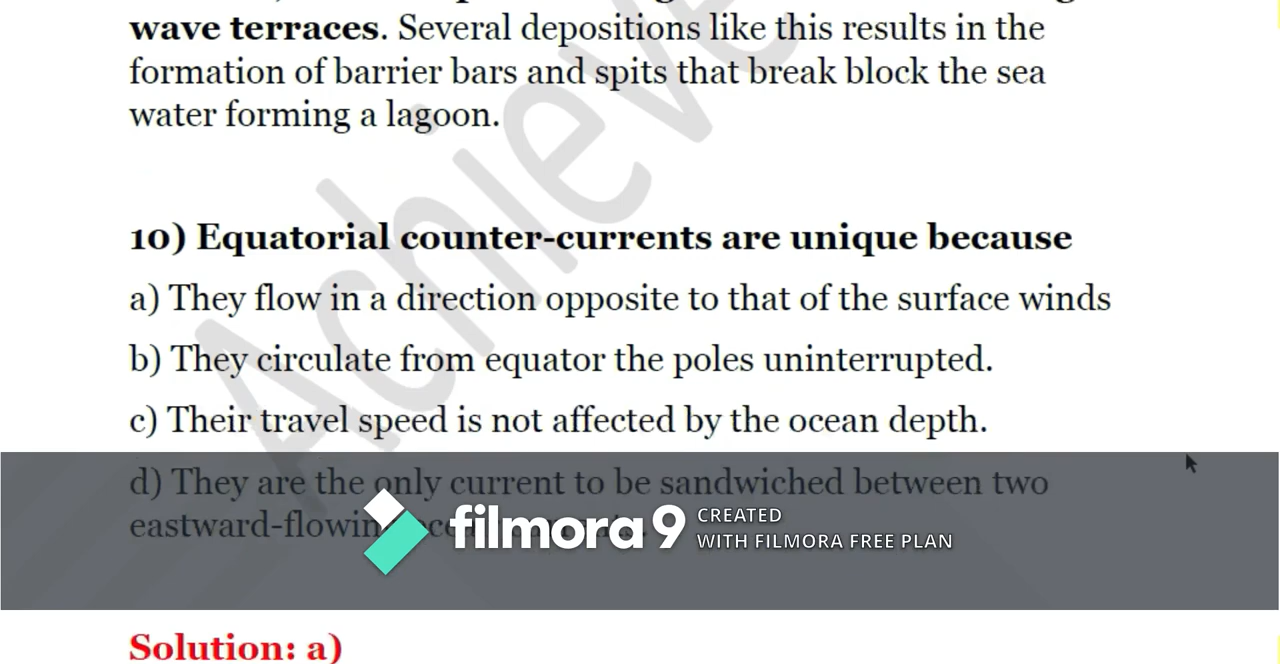 wave terraces. Several depositions like this results in the
formation of barrier bars and spits that break block the sea
water forming a lagoon.
10) Equatorial counter-currents are unique because
a) They flow in a direction opposite to that of the surface winds
b) They circulate from equator the poles uninterrupted.
c) Their travel speed is not affected by the ocean depth.
d) They are the only current to be sandwiched between two
eastward-flowing
filmora9 CREATED
WITH FILMORA FREE PLAN
Solution: a)
Achieve